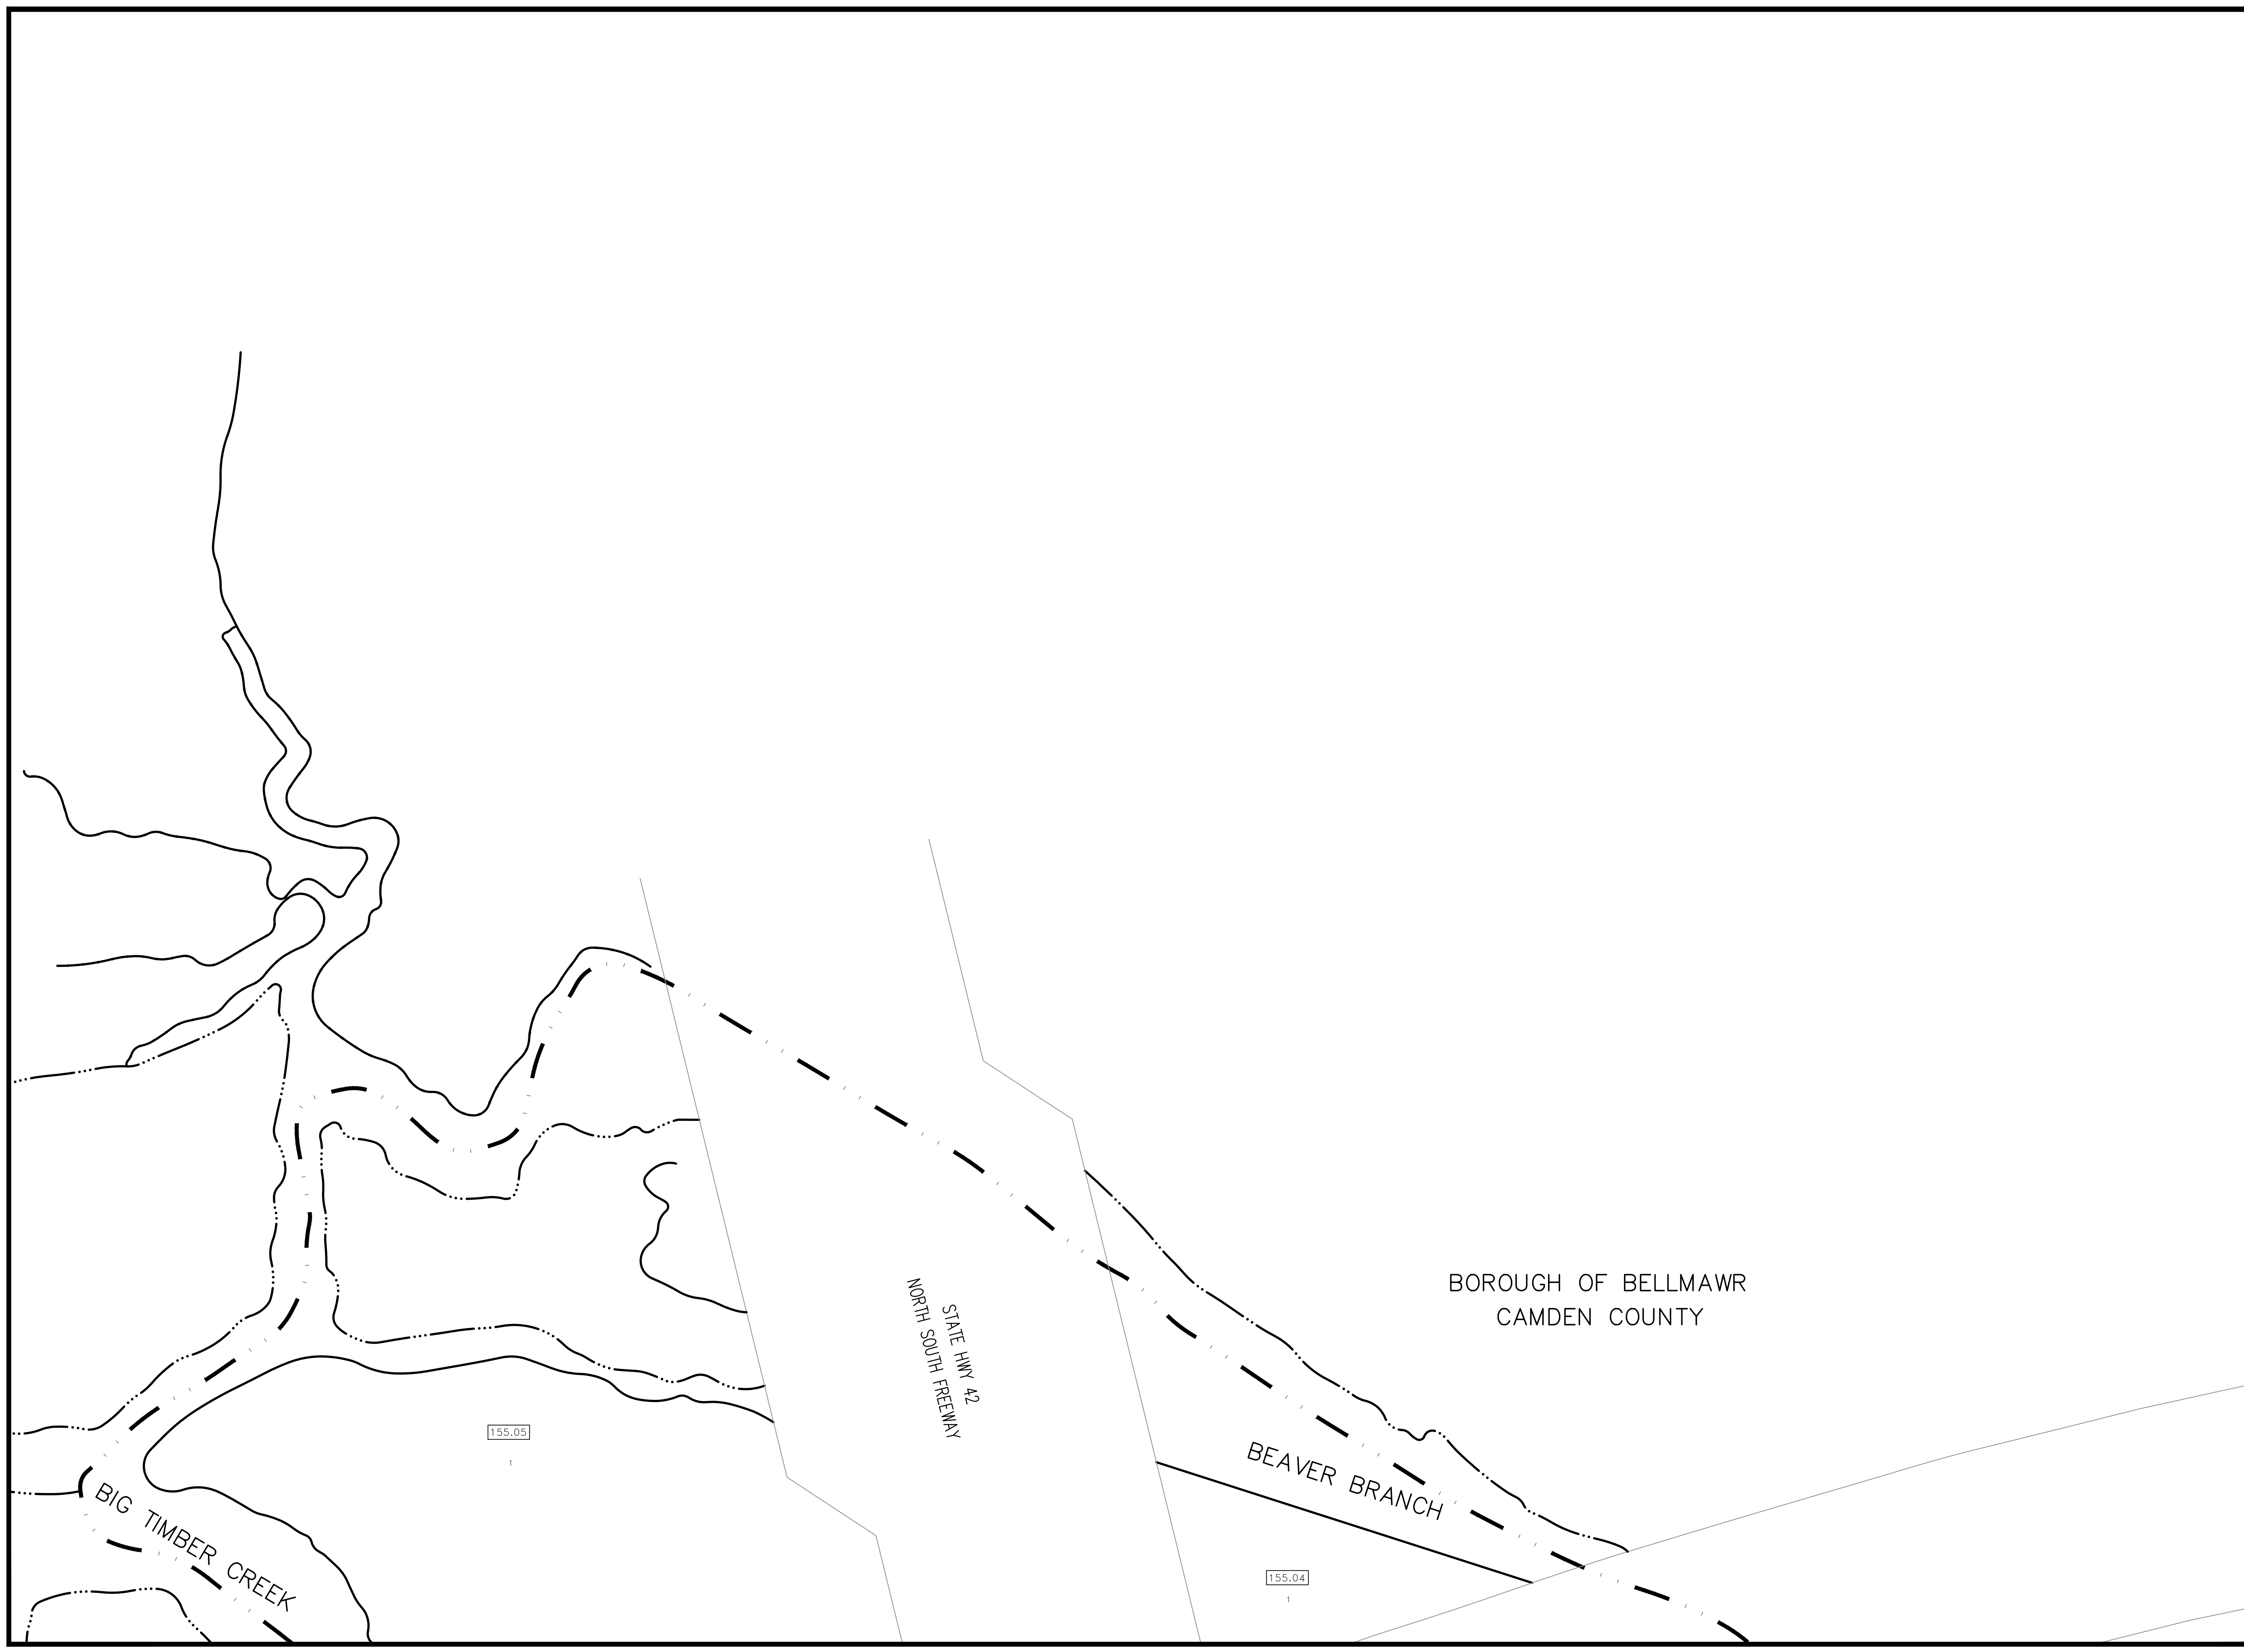 BOROUGH OF BELLMAWR
CAMDEN COUNTY
STATE HWY 42
NORTH SOUTH FREEWAY
155.05
1
BEAVER BRANCH
BIG TIMBER CREEK
155.04
1